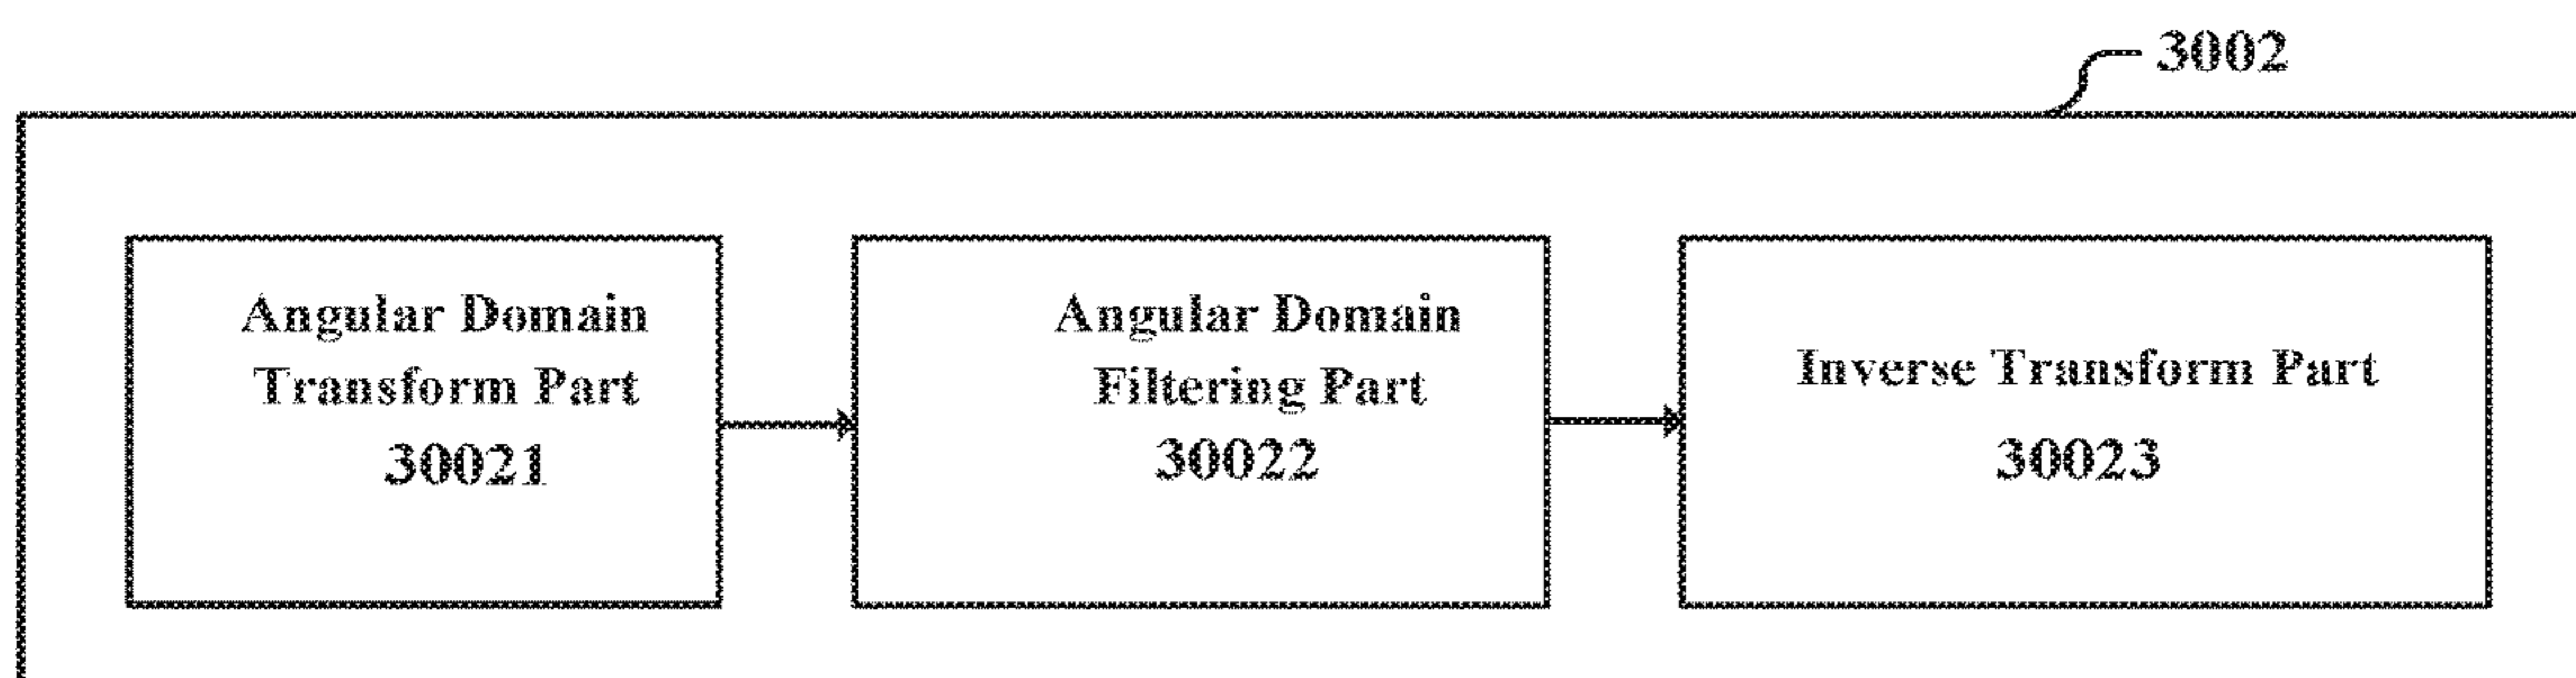 3002
Angular Domain
Transform Part
30021
Angular Domain
Filtering Part
30022
Inverse Transform Part
30023